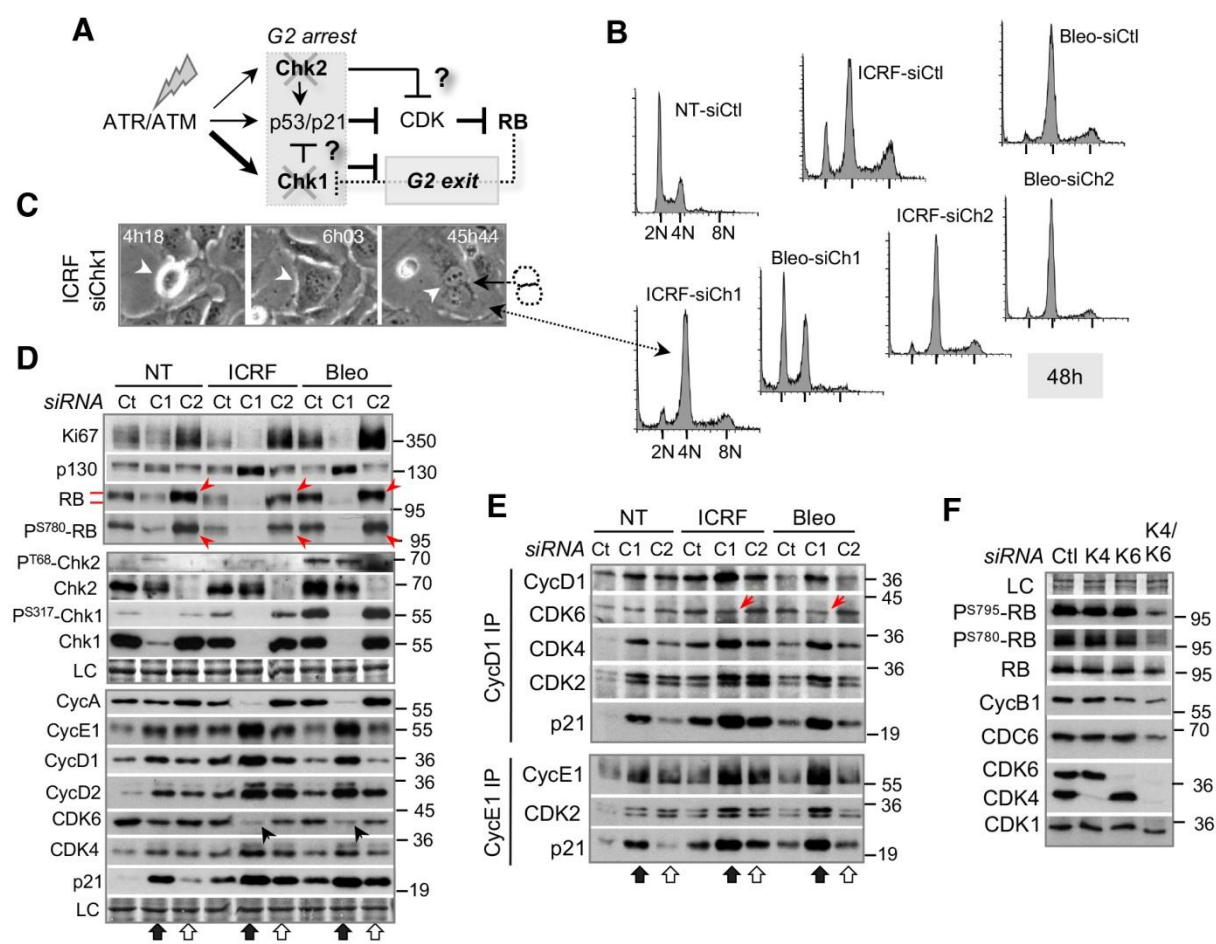 A
G2 arrest
Chk2
?
ATR/ATM
p53/p21
CDK
RB
?
Chk1
G2 exit
B
NT-siCtl
2N 4N 8N
ICRF-siCtl
Bleo-siCtl
Bleo-siCh2
ICRF-siCh2
Bleo-siCh1
ICRF-siCh1
2N 4N 8N
48h
C
ICRF
siChk1
4h18
6h03
45h44
D
NT ICRF Bleo
siRNA Ct C1 C2 Ct C1 C2 Ct C1 C2
Ki67 350
p130 130
RB 95
PS780-RB 95
PT68-Chk2 70
Chk2 70
PS317-Chk1 55
Chk1 55
LC
CycA 55
CycE1 55
CycD1 36
CycD2 36
CDK6 45
CDK4 36
p21 19
LC
E
NT ICRF Bleo
siRNA Ct C1 C2 Ct C1 C2 Ct C1 C2
CycD1 IP
CycD1 36
CDK6 45
CDK4 36
CDK2 36
p21 19
CycE1 IP
CycE1 55
CDK2 36
p21 19
F
siRNA Ctl K4 K6 K4/K6
LC
PS795-RB 95
PS780-RB 95
RB 95
CycB1 55
CDC6 70
CDK6
CDK4 36
CDK1 36